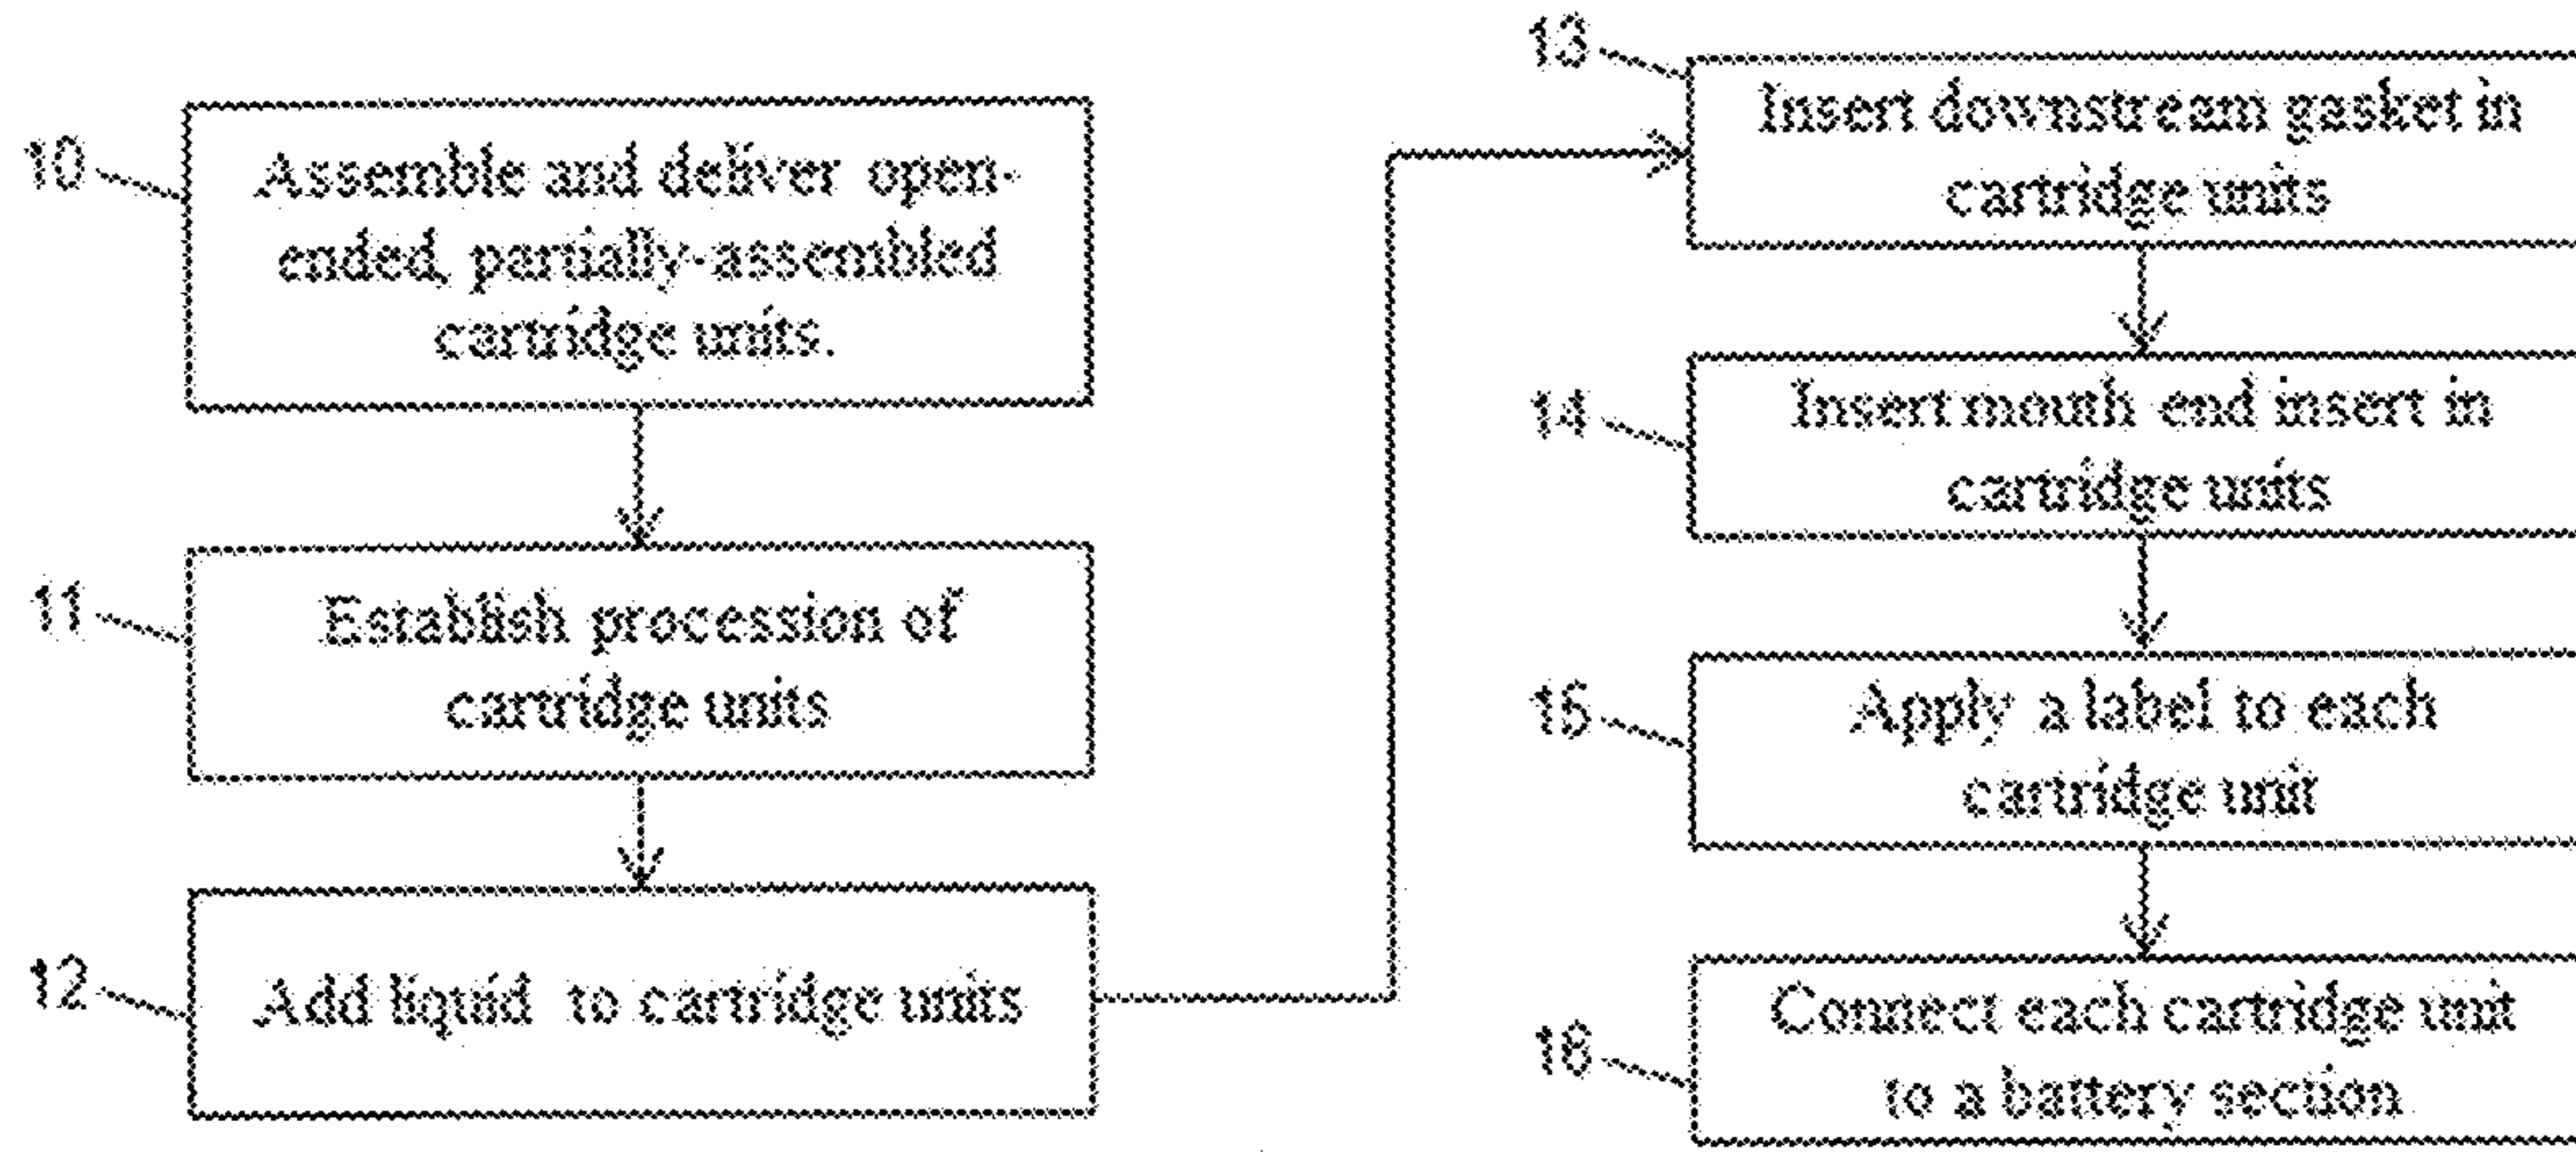 10
Assemble and deliver open-
ended, partially-assembled
cartridge units.
11
Establish procession of
cartridge units
12
Add liquid to cartridge units
13
Insert downstream gasket in
cartridge units
14
Insert mouth end insert in
cartridge units
15
Apply a label to each
cartridge unit
16
Connect each cartridge unit
to a battery section